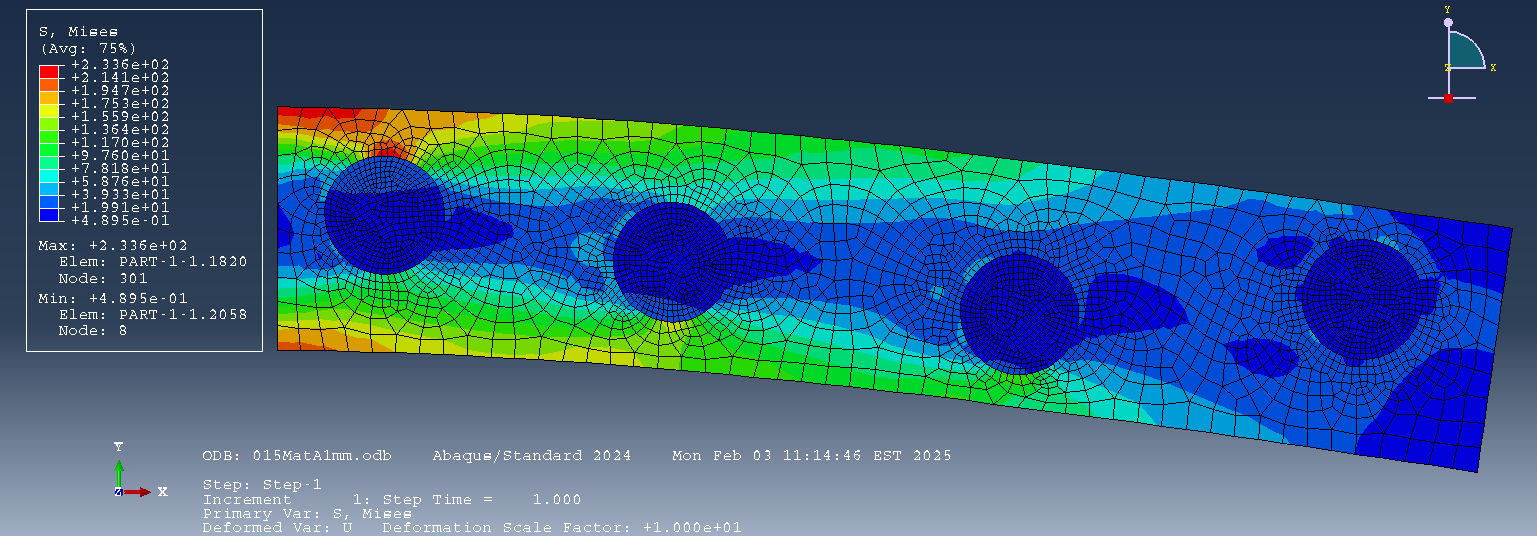 S, Mises
(Avg: 75%)
+2.336e+02
+2.141e+02
+1.947e+02
+1.753e+02
+1.559e+02
+1.364e+02
+1.170e+02
+9.760e+01
+7.818e+01
+5.876e+01
+3.933e+01
+1.991e+01
+4.895e-01
Max: +2.336e+02
Elem: PART-1-1.1820
Node: 301
Min: +4.895e-01
Elem: PART-1-1.2058
Node: 8
Y
Z
X
Y
Z
X
ODB: 015MatA1mm.odb    Abaqus/Standard 2024    Mon Feb 03 11:14:46 EST 2025
Step: Step-1
Increment      1: Step Time =    1.000
Primary Var: S, Mises
Deformed Var: U   Deformation Scale Factor: +1.000e+01